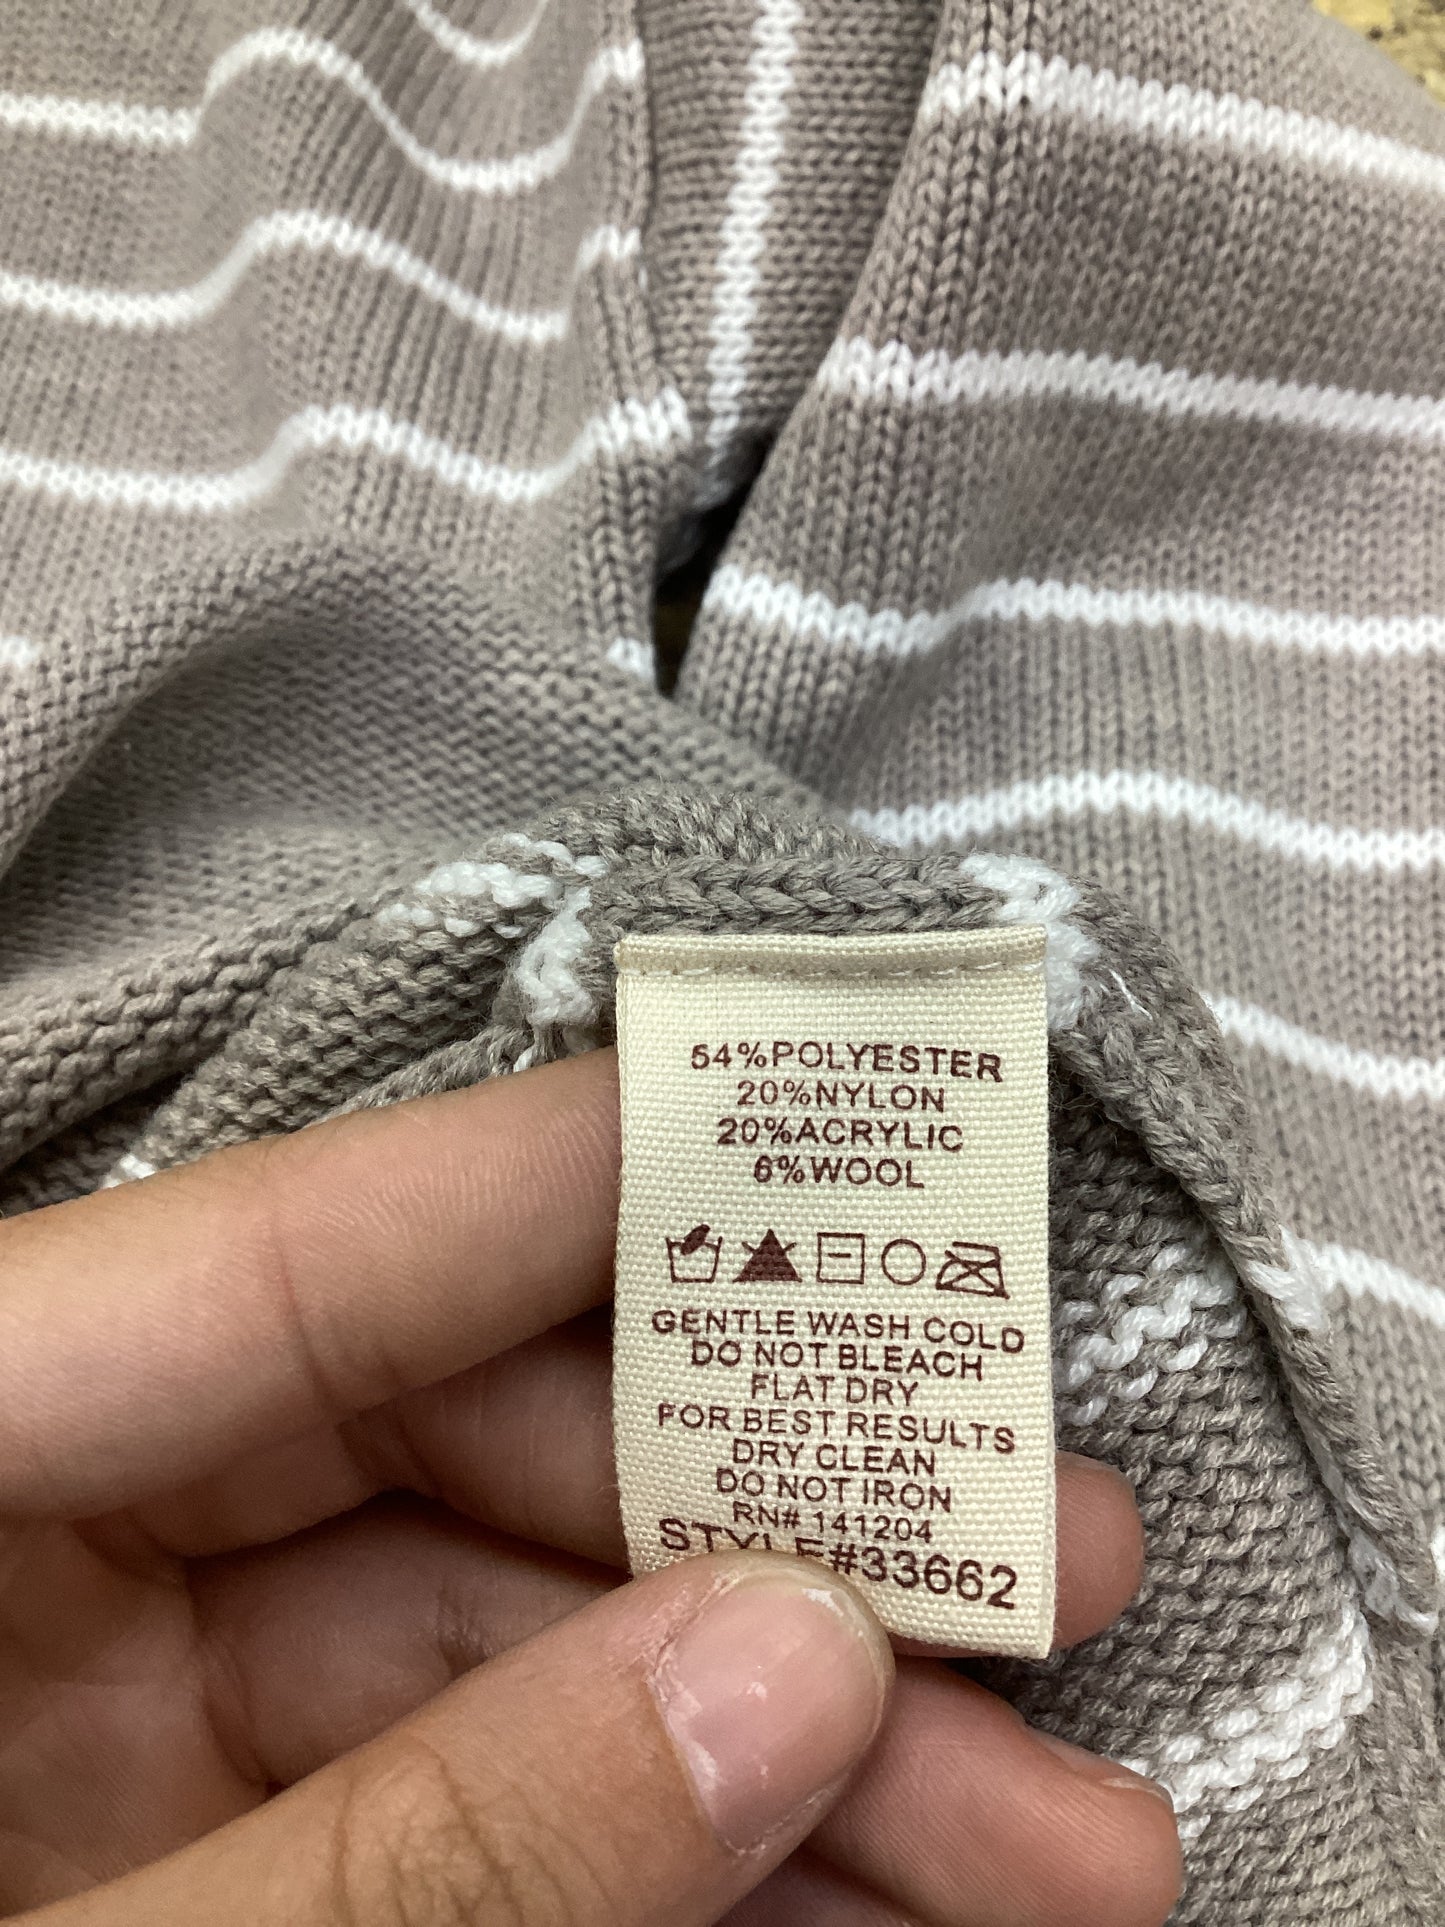 54%POLYESTER
20%NYLON
20%ACRYLIC
6%WOOL
GENTLE WASH COLD
DO NOT BLEACH
FLAT DRY
FOR BEST RESULTS
DRY CLEAN
DO NOT IRON
RN# 141204
STYLE#33662